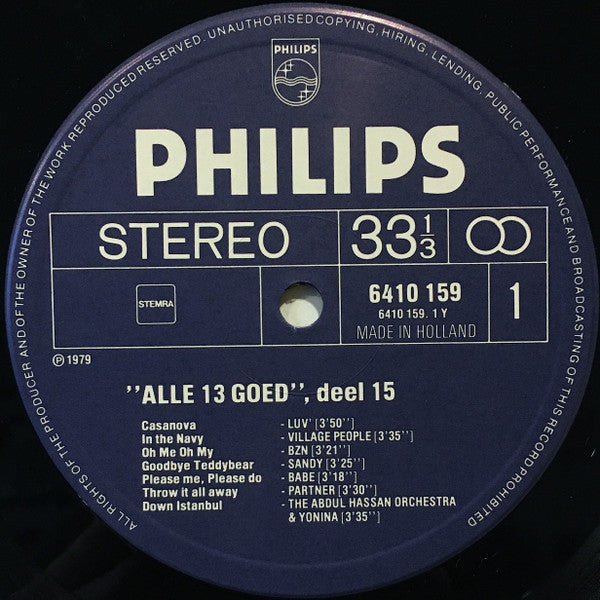 ALL RIGHTS OF THE PRODUCER AND OF THE OWNER OF THE WORK REPRODUCED RESERVED. UNAUTHORISED COPYING, HIRING, LENDING, PUBLIC PERFORMANCE AND BROADCASTING OF THIS RECORD PROHIBITED
PHILIPS
PHILIPS
STEREO 33 1/3
STEMRA 6410 159 1
6410 159. 1 Y
MADE IN HOLLAND
Ⓟ 1979
''ALLE 13 GOED'', deel 15
Casanova - LUV' [3'50'']
In the Navy - VILLAGE PEOPLE [3'35'']
Oh Me Oh My - BZN [3'21'']
Goodbye Teddybear - SANDY [3'25'']
Please me, Please do - BABE [3'18'']
Throw it all away - PARTNER [3'30'']
Down Istanbul - THE ABDUL HASSAN ORCHESTRA
& YONINA [3'35'']